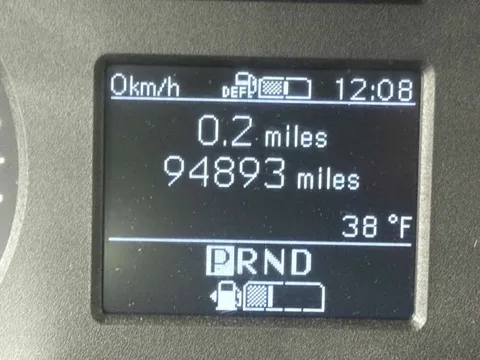 0km/h DEF 12:08
0.2 miles
94893 miles
38 °F
PRND